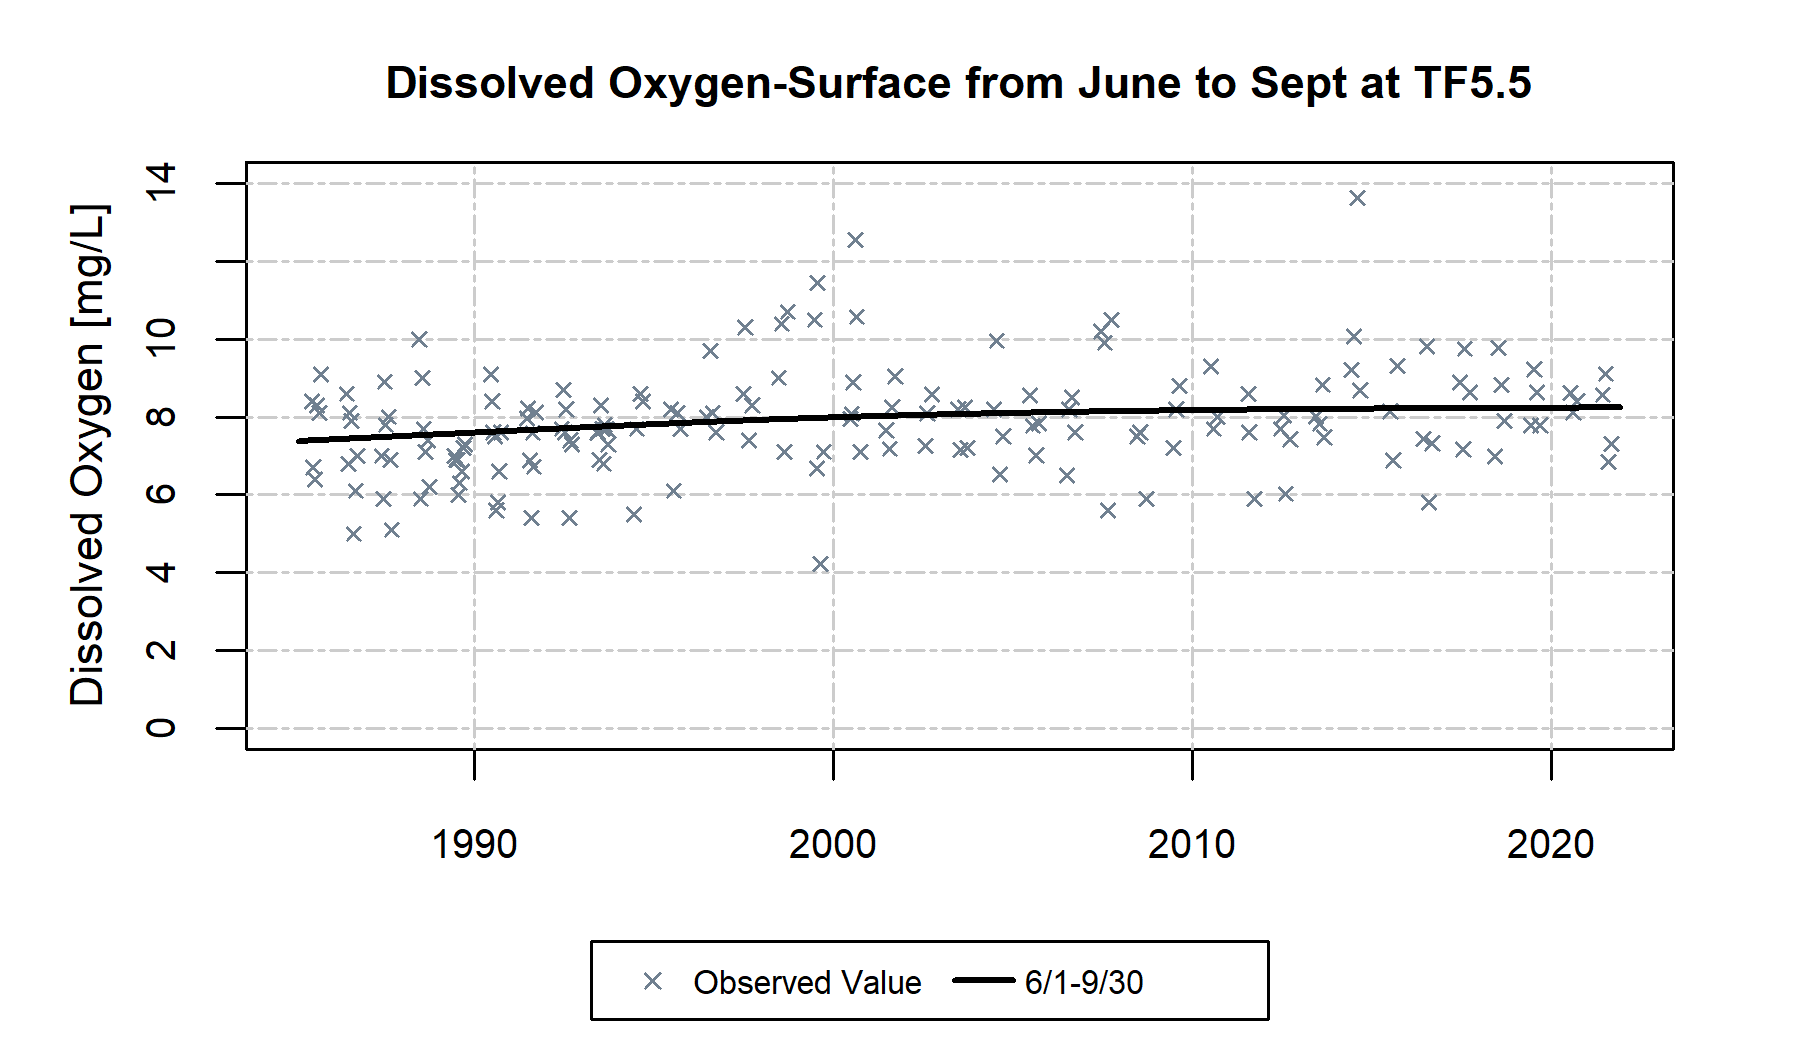 Dissolved Oxygen-Surface from June to Sept at TF5.5
Dissolved Oxygen [mg/L]
14
10
8
6
4
2
0
1990 2000 2010 2020
Observed Value 6/1-9/30